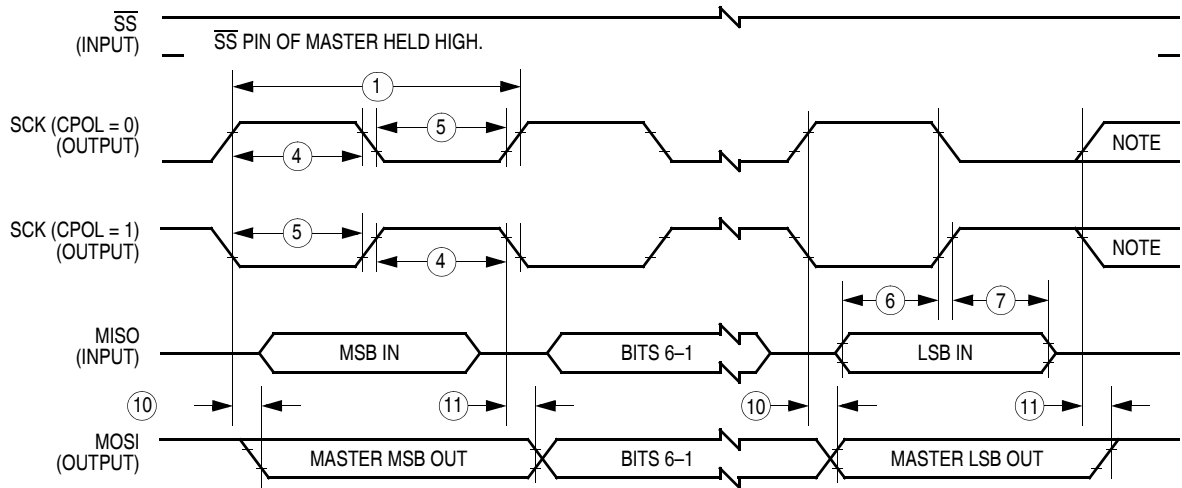 S̅S̅
(INPUT)
S̅S̅ PIN OF MASTER HELD HIGH.
1
SCK (CPOL = 0)
(OUTPUT)
5
4
NOTE
SCK (CPOL = 1)
(OUTPUT)
5
4
NOTE
6
7
MISO
(INPUT)
MSB IN
BITS 6–1
LSB IN
10
11
10
11
MOSI
(OUTPUT)
MASTER MSB OUT
BITS 6–1
MASTER LSB OUT